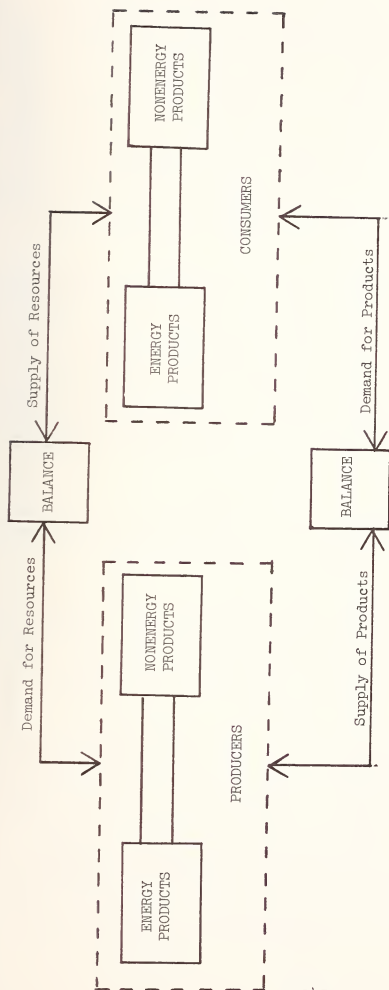 Demand for Resources
BALANCE
Supply of Resources
ENERGY
PRODUCTS
NONENERGY
PRODUCTS
PRODUCERS
ENERGY
PRODUCTS
NONENERGY
PRODUCTS
CONSUMERS
Supply of Products
BALANCE
Demand for Products